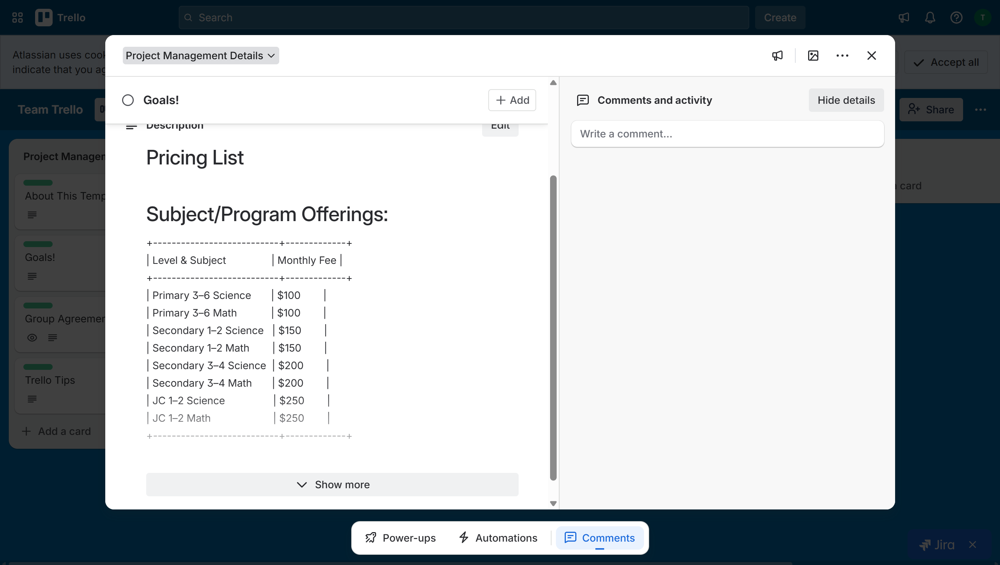 Trello
Search
Create
T
Atlassian uses cook
indicate that you ag
Accept all
Project Management Details
Team Trello
Share
Goals!
Add
Comments and activity
Hide details
Description
Edit
Write a comment...
Pricing List
Subject/Program Offerings:
+---------------------------+-------------+
| Level & Subject | Monthly Fee |
+---------------------------+-------------+
| Primary 3–6 Science | $100 |
| Primary 3–6 Math | $100 |
| Secondary 1–2 Science | $150 |
| Secondary 1–2 Math | $150 |
| Secondary 3–4 Science | $200 |
| Secondary 3–4 Math | $200 |
| JC 1–2 Science | $250 |
| JC 1–2 Math | $250 |
+---------------------------+-------------+
Show more
Project Managen
About This Temp
Goals!
Group Agreemer
Trello Tips
+ Add a card
card
Power-ups
Automations
Comments
Jira